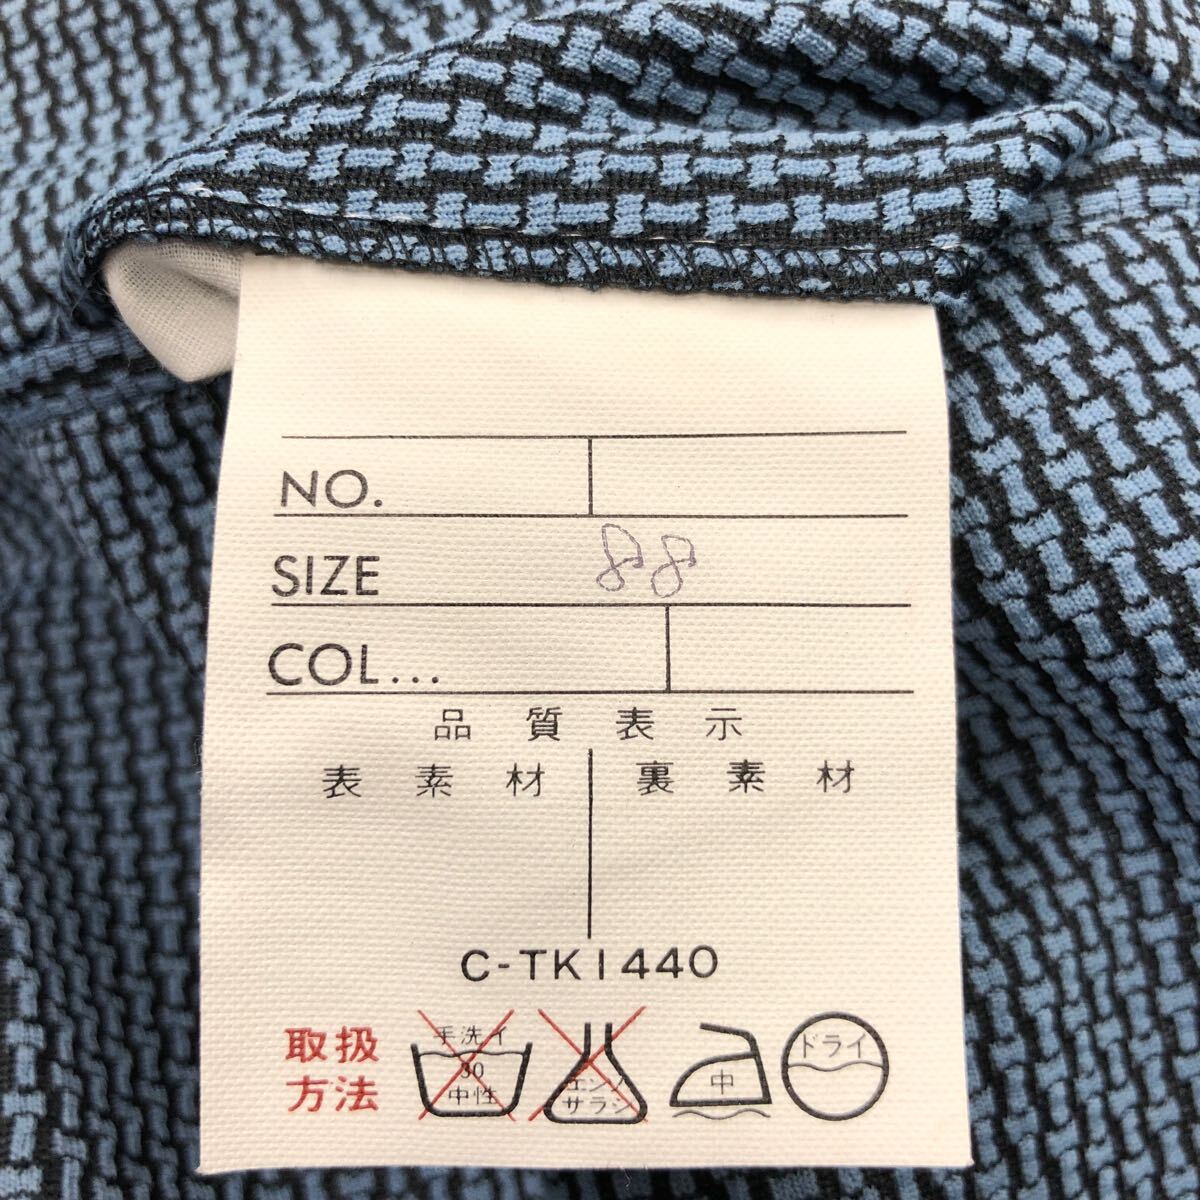 NO.
SIZE 88
COL...
品質表示
表素材 裏素材
C-TK1440
取扱
方法
手洗イ
30
中性
エンソ
サラシ
中
ドライ